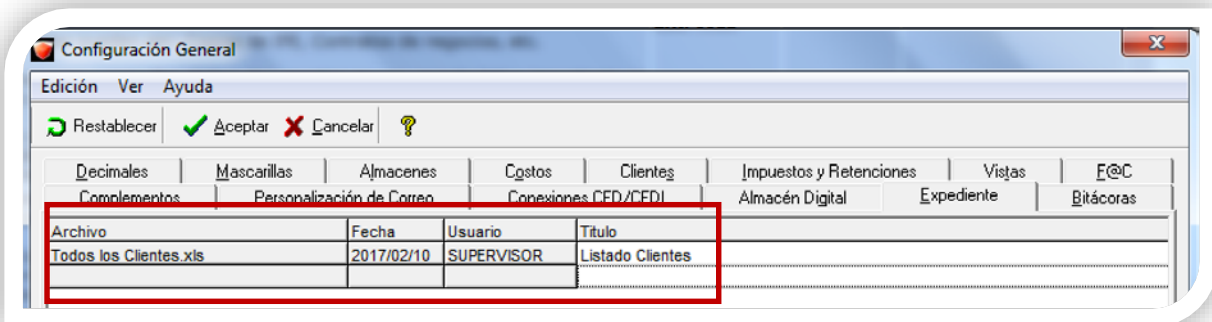 Configuración General
Edición Ver Ayuda
Restablecer Aceptar Cancelar
Decimales Mascarillas Almacenes Costos Clientes Impuestos y Retenciones Vistas F@C
Complementos Personalización de Correo Conexiones CFD/CFDI Almacén Digital Expediente Bitácoras
Archivo Fecha Usuario Titulo
Todos los Clientes.xls 2017/02/10 SUPERVISOR Listado Clientes